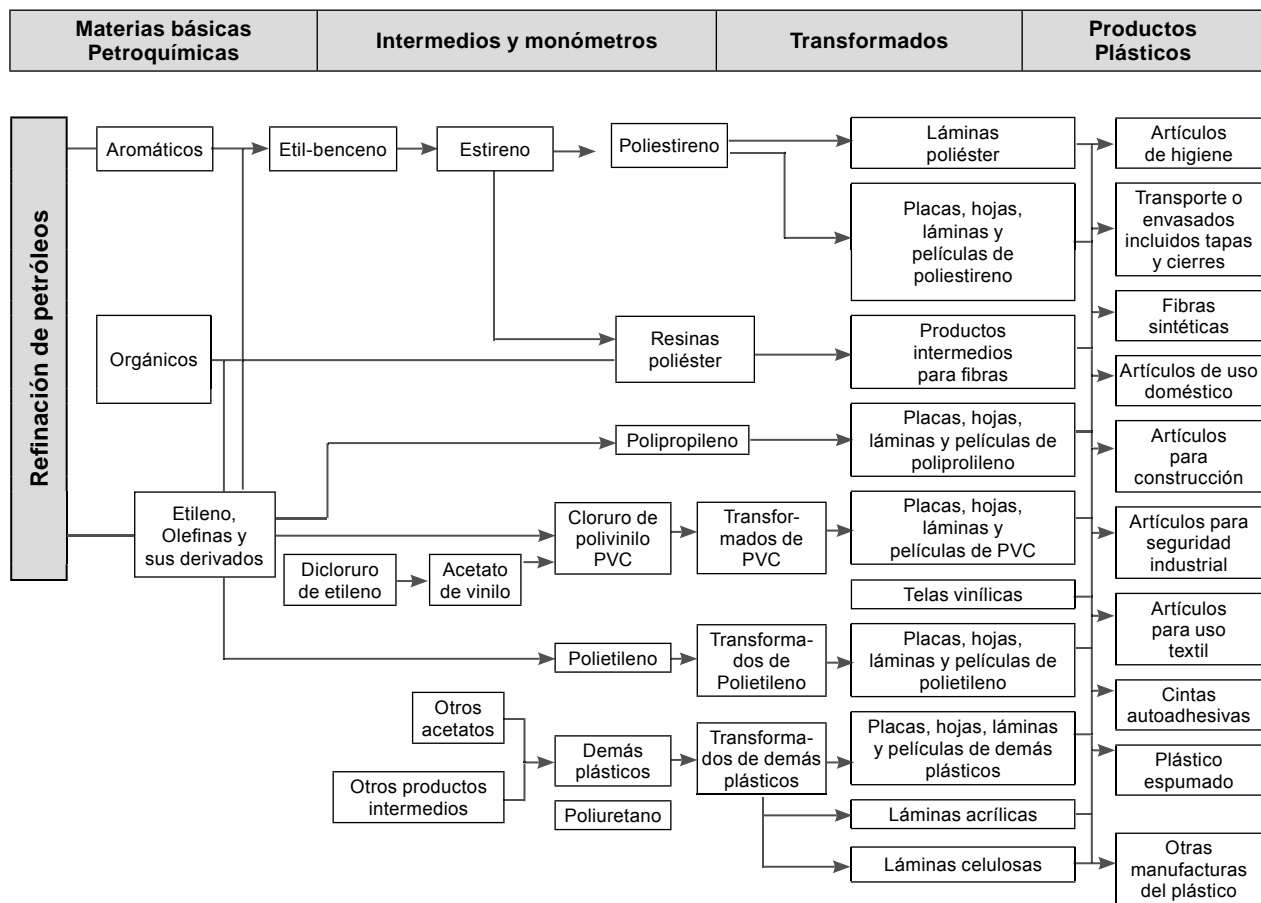 Materias básicas
Petroquímicas
Intermedios y monómetros
Transformados
Productos
Plásticos
Refinación de petróleos
Aromáticos
Etil-benceno
Estireno
Poliestireno
Láminas
poliéster
Artículos
de higiene
Placas, hojas,
láminas y
películas de
poliestireno
Transporte o
envasados
incluidos tapas
y cierres
Orgánicos
Resinas
poliéster
Productos
intermedios
para fibras
Fibras
sintéticas
Artículos de uso
doméstico
Polipropileno
Placas, hojas,
láminas y películas de
poliprolileno
Artículos
para
construcción
Etileno,
Olefinas y
sus derivados
Cloruro de
polivinilo
PVC
Transfor-
mados de
PVC
Placas, hojas,
láminas y
películas de PVC
Artículos para
seguridad
industrial
Dicloruro
de etileno
Acetato
de vinilo
Telas vinílicas
Artículos
para uso
textil
Polietileno
Transforma-
dos de
Polietileno
Placas, hojas,
láminas y películas de
polietileno
Cintas
autoadhesivas
Otros
acetatos
Otros productos
intermedios
Demás
plásticos
Transforma-
dos de demás
plásticos
Placas, hojas, láminas
y películas de demás
plásticos
Plástico
espumado
Poliuretano
Láminas acrílicas
Láminas celulosas
Otras
manufacturas
del plástico